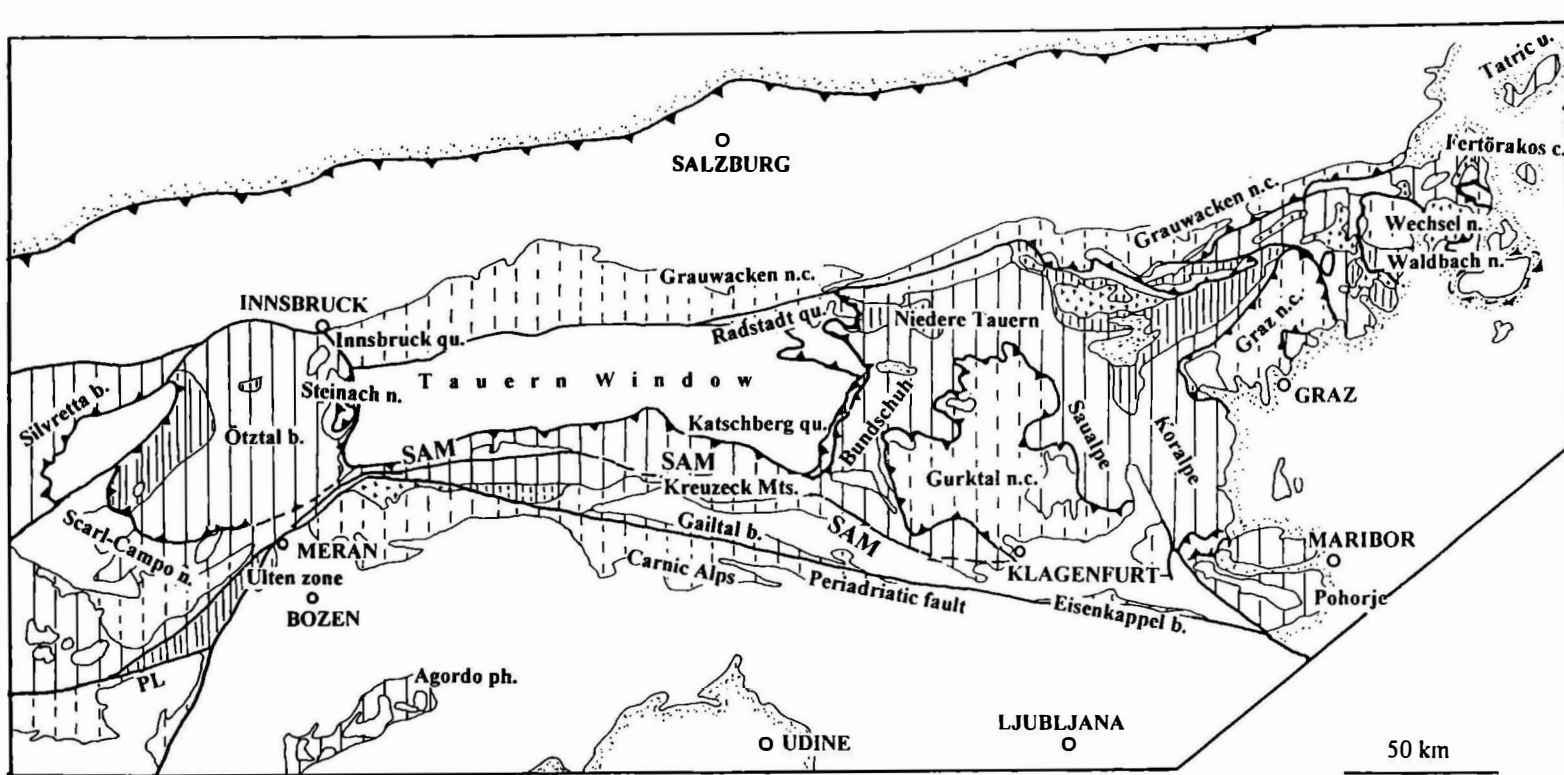 Tatric u.
SALZBURG
Fertörakos c.
Grauwacken n.c.
Wechsel n.
Waldbach n.
Grauwacken n.c.
INNSBRUCK
Radstadt qu.
Niedere Tauern
Innsbruck qu.
Graz n.c.
Tauern Window
Steinach n.
GRAZ
Silvretta b.
Ötztal b.
Katschberg qu.
Bundschuh
Saualpe
Koralpe
SAM
SAM
Gurktal n.c.
Kreuzeck Mts.
Scarl-Campo n.
Gailtal b.
SAM
MERAN
MARIBOR
Carnic Alps
KLAGENFURT
Ulten zone
Periadriatic fault
Eisenkappel b.
Pohorje
BOZEN
PL
Agordo ph.
LJUBLJANA
UDINE
50 km